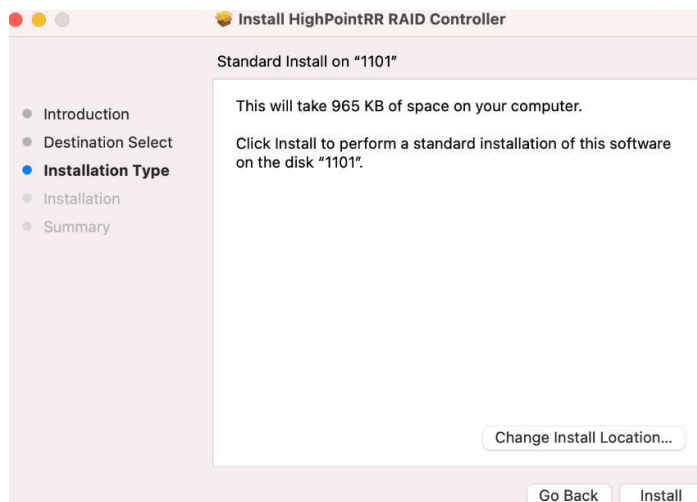 Install HighPointRR RAID Controller
Standard Install on “1101”
Introduction
Destination Select
Installation Type
Installation
Summary
This will take 965 KB of space on your computer.
Click Install to perform a standard installation of this software
on the disk “1101”.
Change Install Location...
Go Back
Install